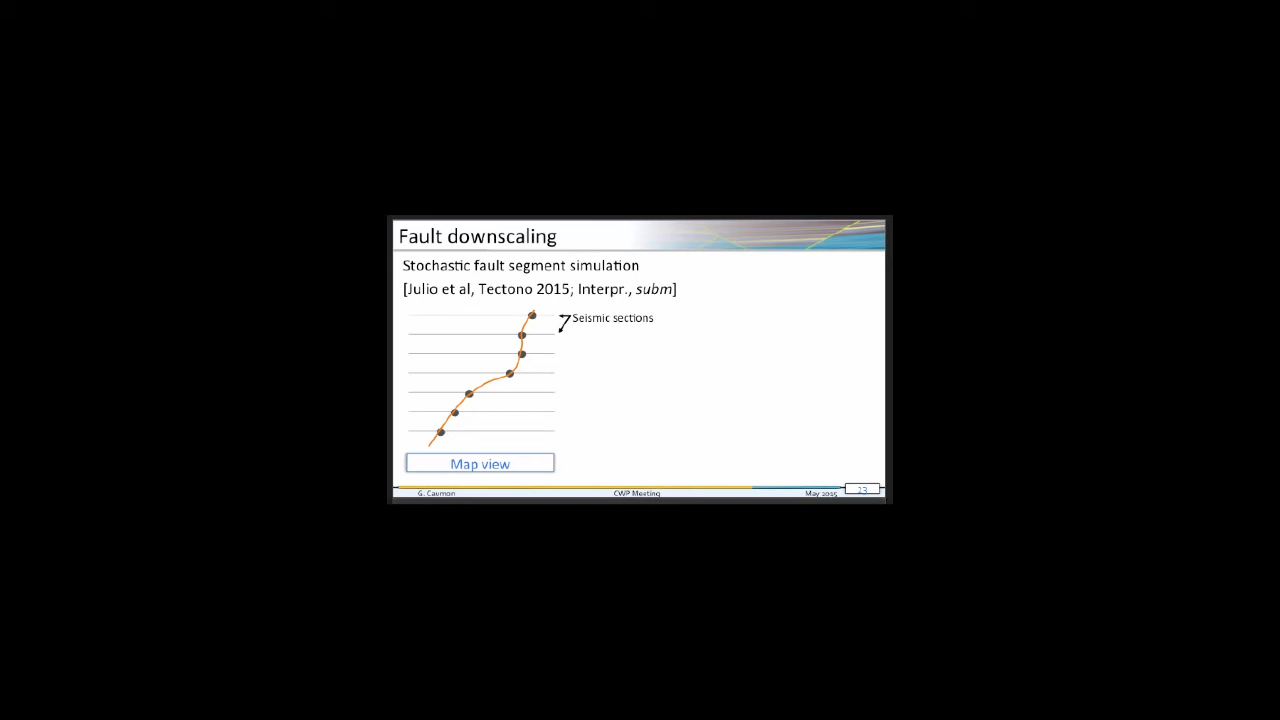 Fault downscaling
Stochastic fault segment simulation
[Julio et al, Tectono 2015; Interpr., subm]
Seismic sections
Map view
G. Caumon CWP Meeting May 2015 23